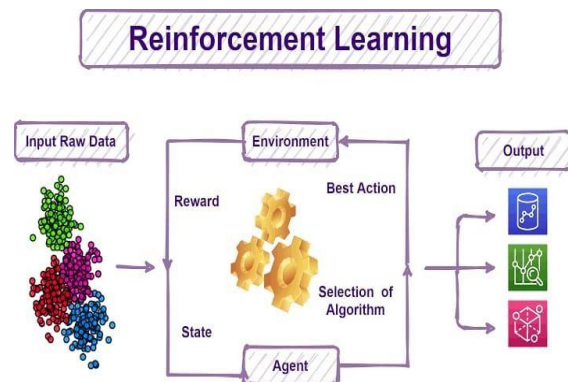 Reinforcement Learning
Input Raw Data
Environment
Output
Reward
Best Action
State
Selection of
Algorithm
Agent